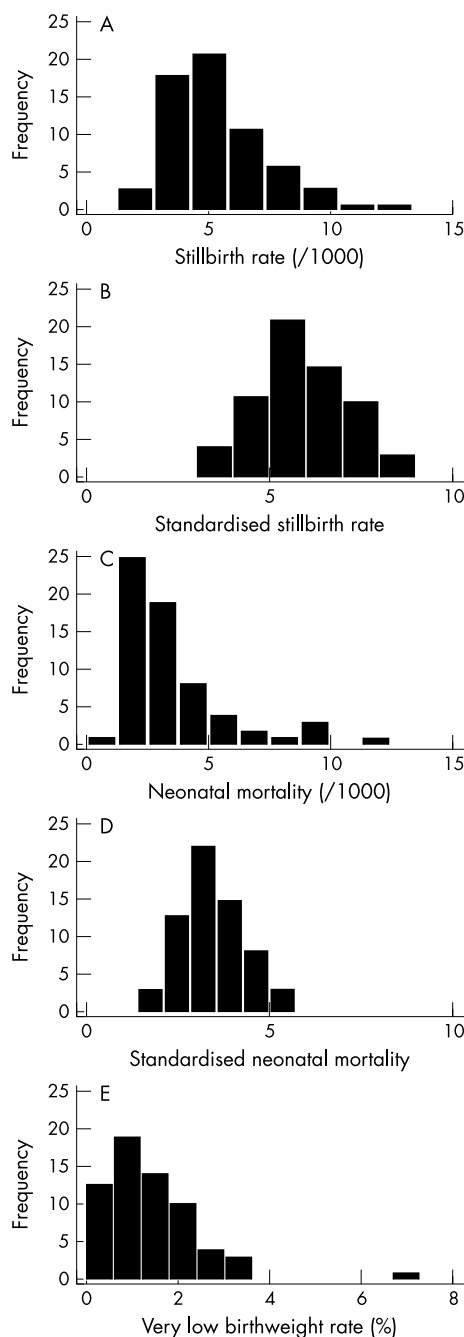 A
25
20
15
10
5
0
Frequency
0 5 10 15
Stillbirth rate (/1000)
B
25
20
15
10
5
0
Frequency
0 5 10
Standardised stillbirth rate
C
25
20
15
10
5
0
Frequency
0 5 10 15
Neonatal mortality (/1000)
D
25
20
15
10
5
0
Frequency
0 5 10
Standardised neonatal mortality
E
25
20
15
10
5
0
Frequency
0 2 4 6 8
Very low birthweight rate (%)